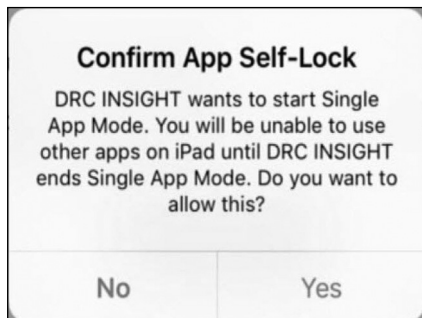 Confirm App Self-Lock
DRC INSIGHT wants to start Single
App Mode. You will be unable to use
other apps on iPad until DRC INSIGHT
ends Single App Mode. Do you want to
allow this?
No
Yes